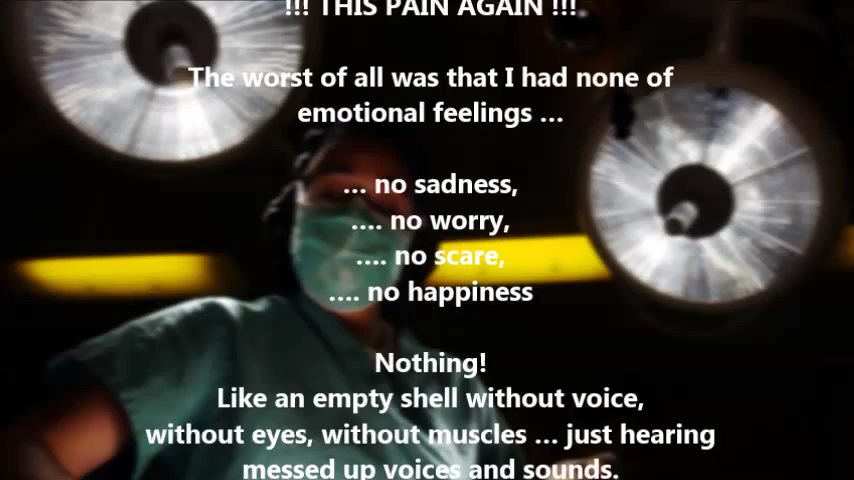 !!! THIS PAIN AGAIN !!!
The worst of all was that I had none of
emotional feelings ...
... no sadness,
.... no worry,
.... no scare,
.... no happiness
Nothing!
Like an empty shell without voice,
without eyes, without muscles ... just hearing
messed up voices and sounds.